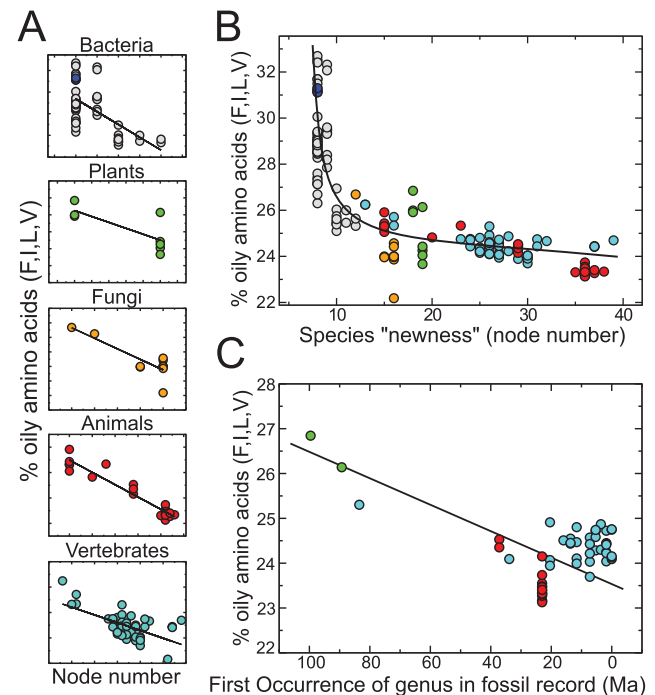 A
Bacteria
Plants
Fungi
Animals
Vertebrates
% oily amino acids (F,I,L,V)
Node number
B
% oily amino acids (F,I,L,V)
32
30
28
26
24
22
10 20 30 40
Species "newness" (node number)
C
% oily amino acids (F,I,L,V)
28
27
26
25
24
23
22
100 80 60 40 20 0
First Occurrence of genus in fossil record (Ma)